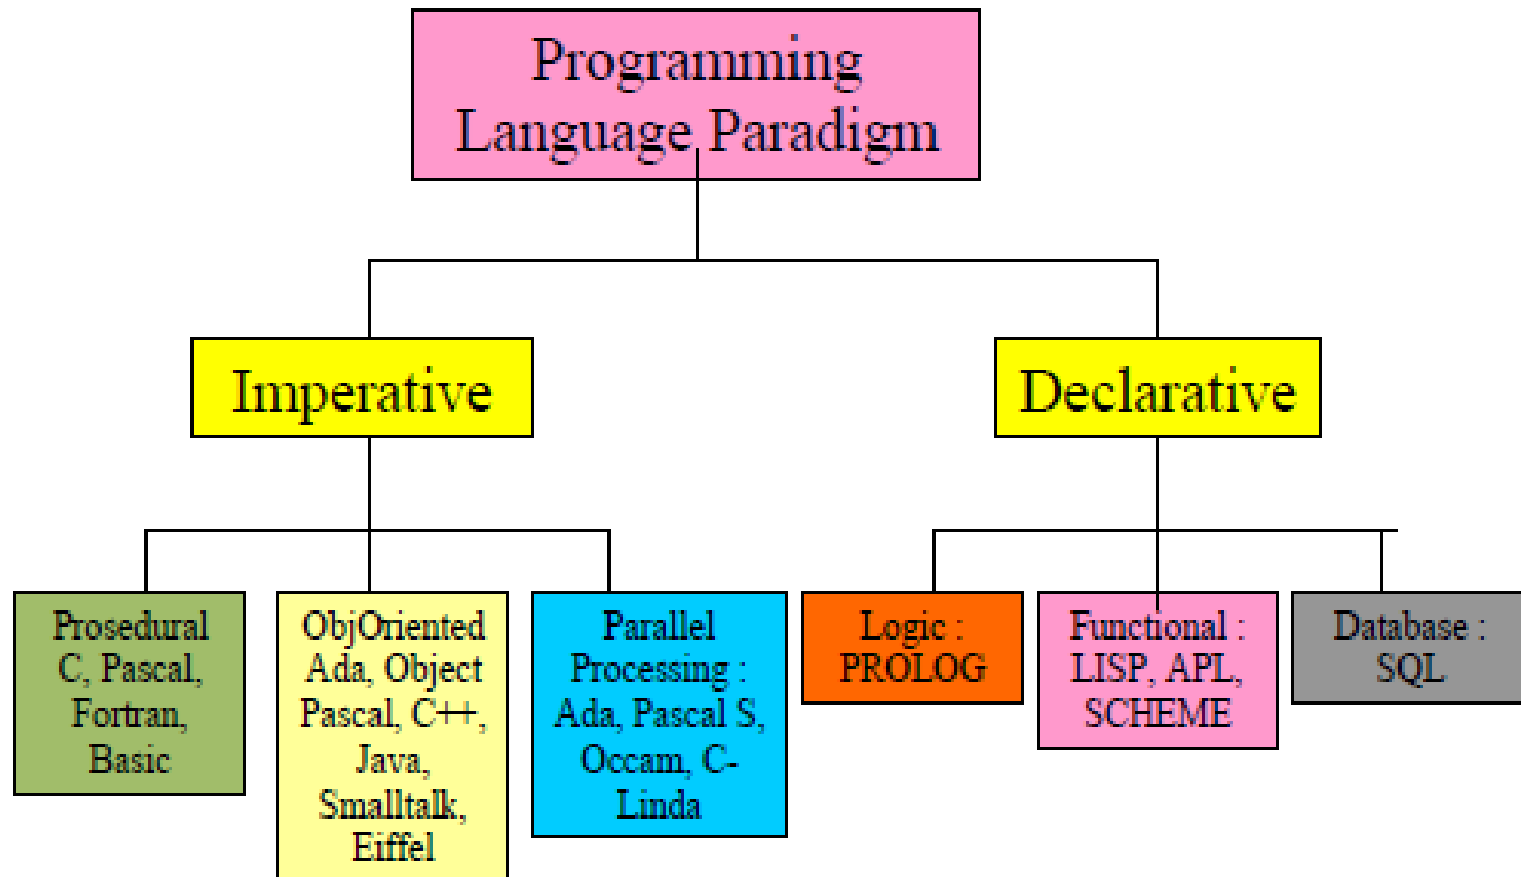 Programming
Language Paradigm
Imperative
Declarative
Prosedural
C, Pascal,
Fortran,
Basic
ObjOriented
Ada, Object
Pascal, C++,
Java,
Smalltalk,
Eiffel
Parallel
Processing :
Ada, Pascal S,
Occam, C-
Linda
Logic :
PROLOG
Functional :
LISP, APL,
SCHEME
Database :
SQL